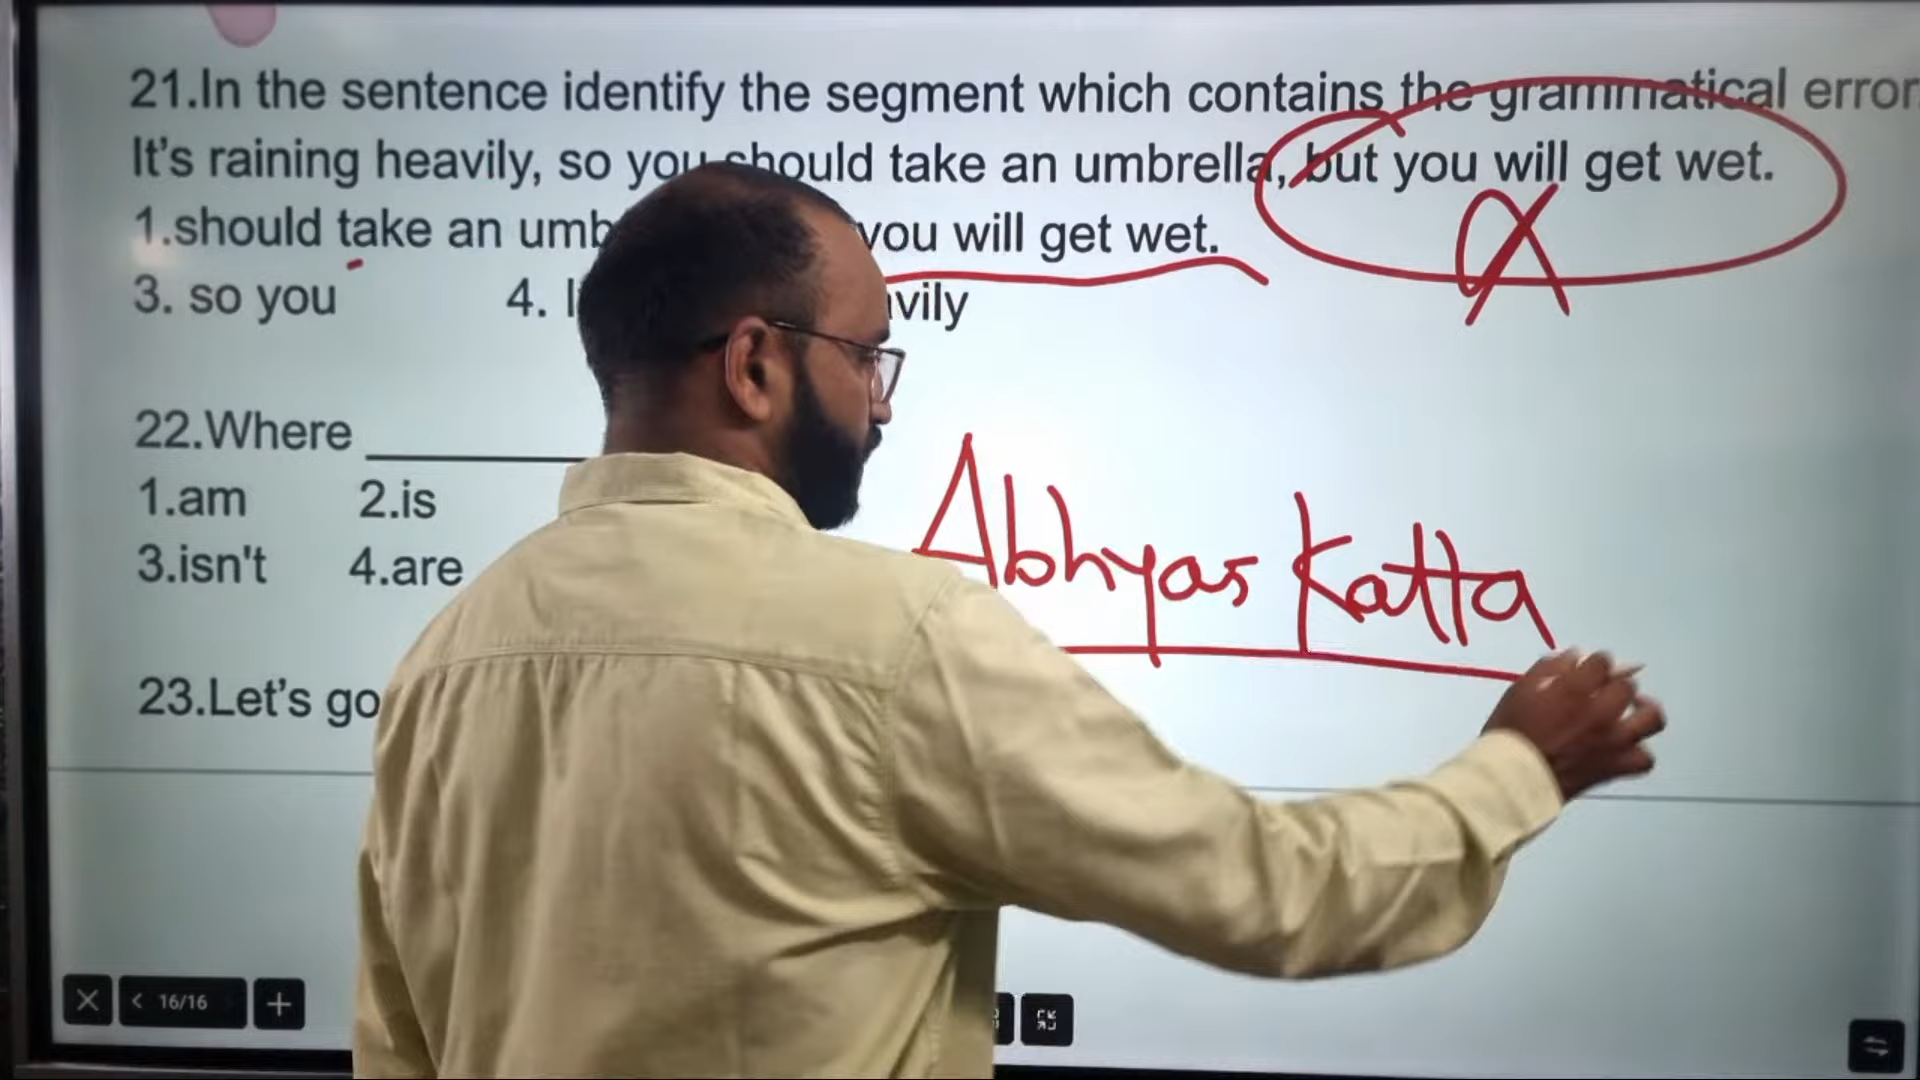 21.In the sentence identify the segment which contains the grammatical error
It's raining heavily, so you should take an umbrella, but you will get wet.
1.should take an you will get wet.
3. so you 4.
22.Where
1.am 2.is
3.isn't 4.are
Abhyas Katta
23.Let's go
16/16